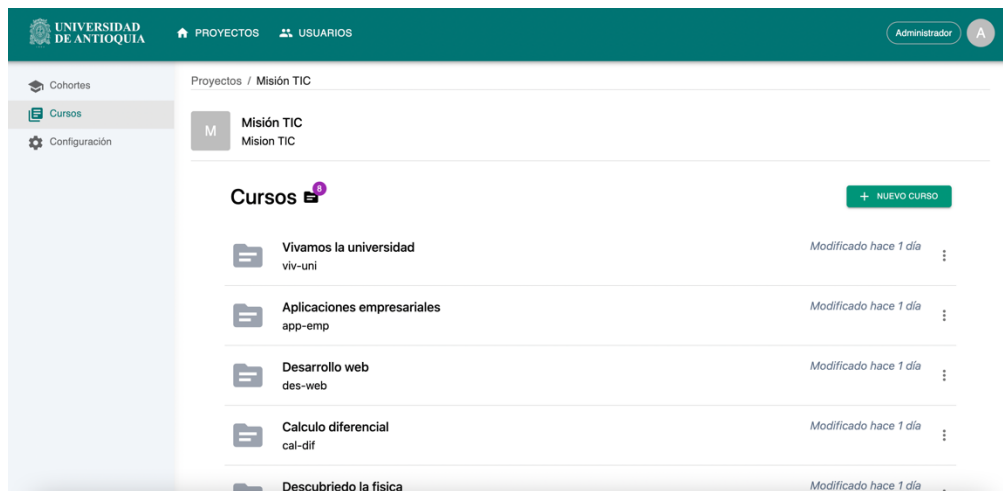 UNIVERSIDAD
DE ANTIOQUIA
PROYECTOS
USUARIOS
Administrador
A
Cohortes
Cursos
Configuración
Proyectos / Misión TIC
M
Misión TIC
Mision TIC
Cursos 8
+ NUEVO CURSO
Vivamos la universidad
Modificado hace 1 día
viv-uni
Aplicaciones empresariales
Modificado hace 1 día
app-emp
Desarrollo web
Modificado hace 1 día
des-web
Calculo diferencial
Modificado hace 1 día
cal-dif
Descubriedo la fisica
Modificado hace 1 día